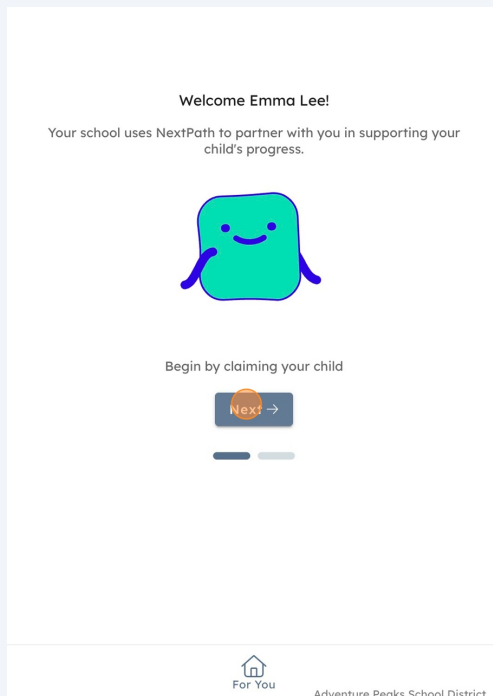 Welcome Emma Lee!
Your school uses NextPath to partner with you in supporting your
child's progress.
Begin by claiming your child
Next
For You
Adventure Peaks School District